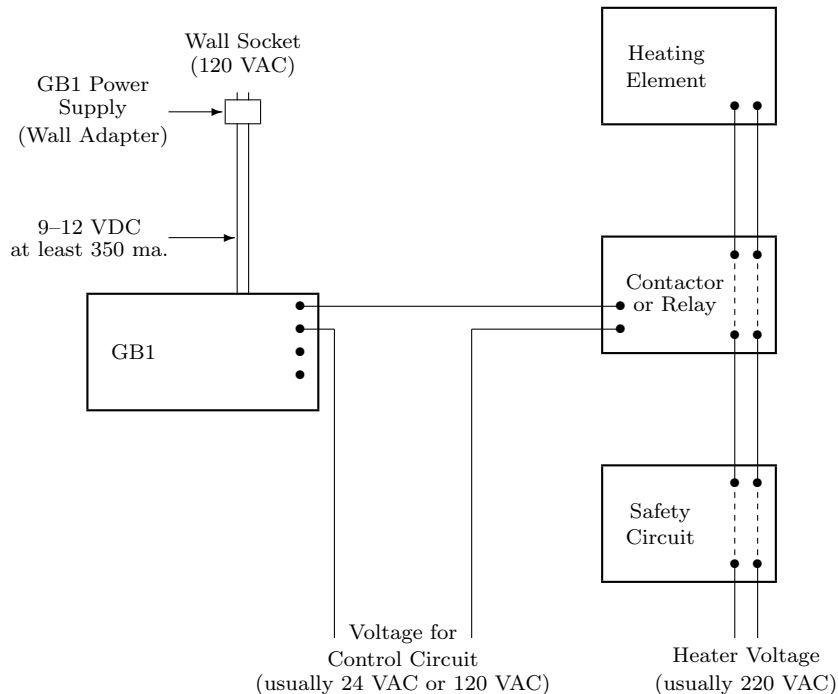 Wall Socket
(120 VAC)
GB1 Power
Supply
(Wall Adapter)
9–12 VDC
at least 350 ma.
GB1
Heating
Element
Contactor
or Relay
Safety
Circuit
Voltage for
Control Circuit
(usually 24 VAC or 120 VAC)
Heater Voltage
(usually 220 VAC)